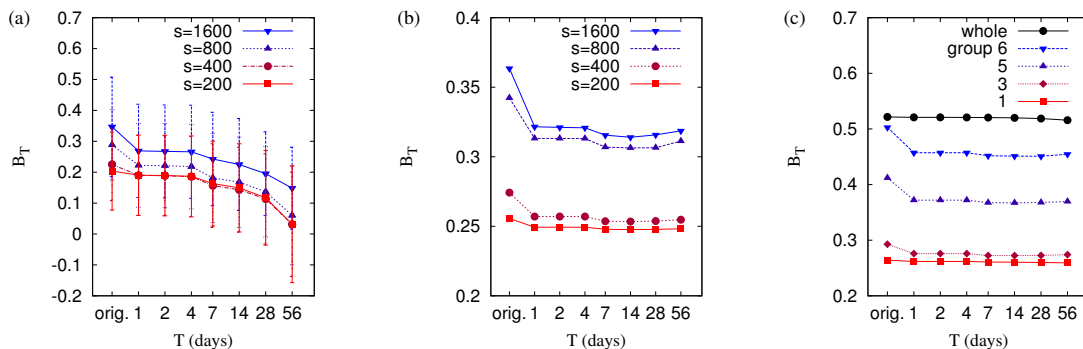 (a)
0.7
0.6
0.5
0.4
0.3
0.2
0.1
0
-0.1
-0.2
B_T
s=1600
s=800
s=400
s=200
orig. 1 2 4 7 14 28 56
T (days)
(b)
0.4
0.35
0.3
0.25
0.2
B_T
s=1600
s=800
s=400
s=200
orig. 1 2 4 7 14 28 56
T (days)
(c)
0.7
0.6
0.5
0.4
0.3
0.2
B_T
whole
group 6
5
3
1
orig. 1 2 4 7 14 28 56
T (days)